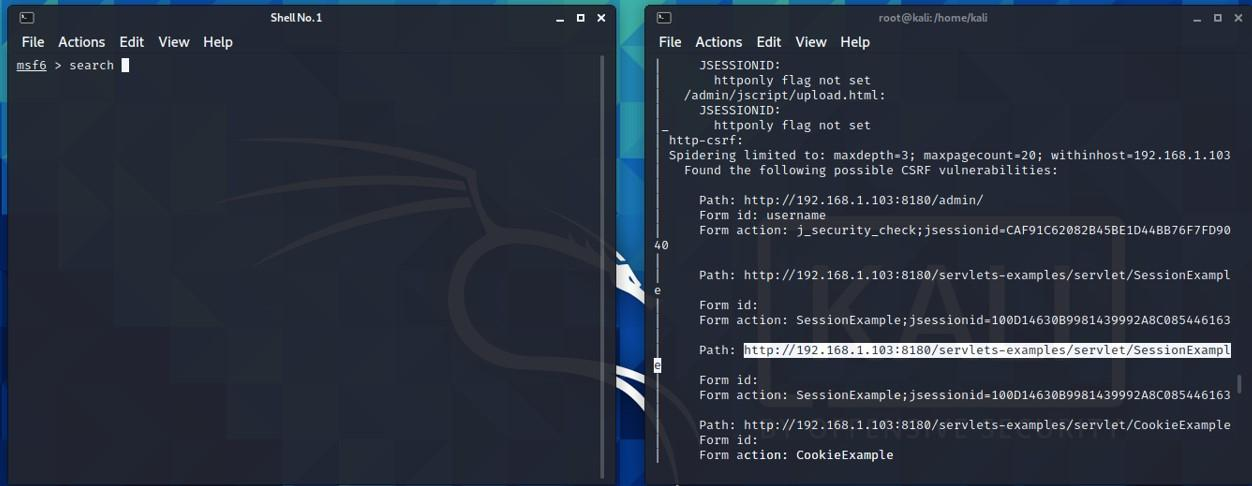 Shell No.1
File Actions Edit View Help
msf6 > search
root@kali: /home/kali
File Actions Edit View Help
|       JSESSIONID:
|         httponly flag not set
|     /admin/jscript/upload.html:
|       JSESSIONID:
|_        httponly flag not set
| http-csrf:
| Spidering limited to: maxdepth=3; maxpagecount=20; withinhost=192.168.1.103
|   Found the following possible CSRF vulnerabilities:
|
|     Path: http://192.168.1.103:8180/admin/
|     Form id: username
|     Form action: j_security_check;jsessionid=CAF91C62082B45BE1D44BB76F7FD90
40
|
|     Path: http://192.168.1.103:8180/servlets-examples/servlet/SessionExampl
e
|     Form id:
|     Form action: SessionExample;jsessionid=100D14630B9981439992A8C085446163
|
|     Path: http://192.168.1.103:8180/servlets-examples/servlet/SessionExampl
e
|     Form id:
|     Form action: SessionExample;jsessionid=100D14630B9981439992A8C085446163
|
|     Path: http://192.168.1.103:8180/servlets-examples/servlet/CookieExample
|     Form id:
|     Form action: CookieExample
KALI
BY OFFENSIVE SECURITY